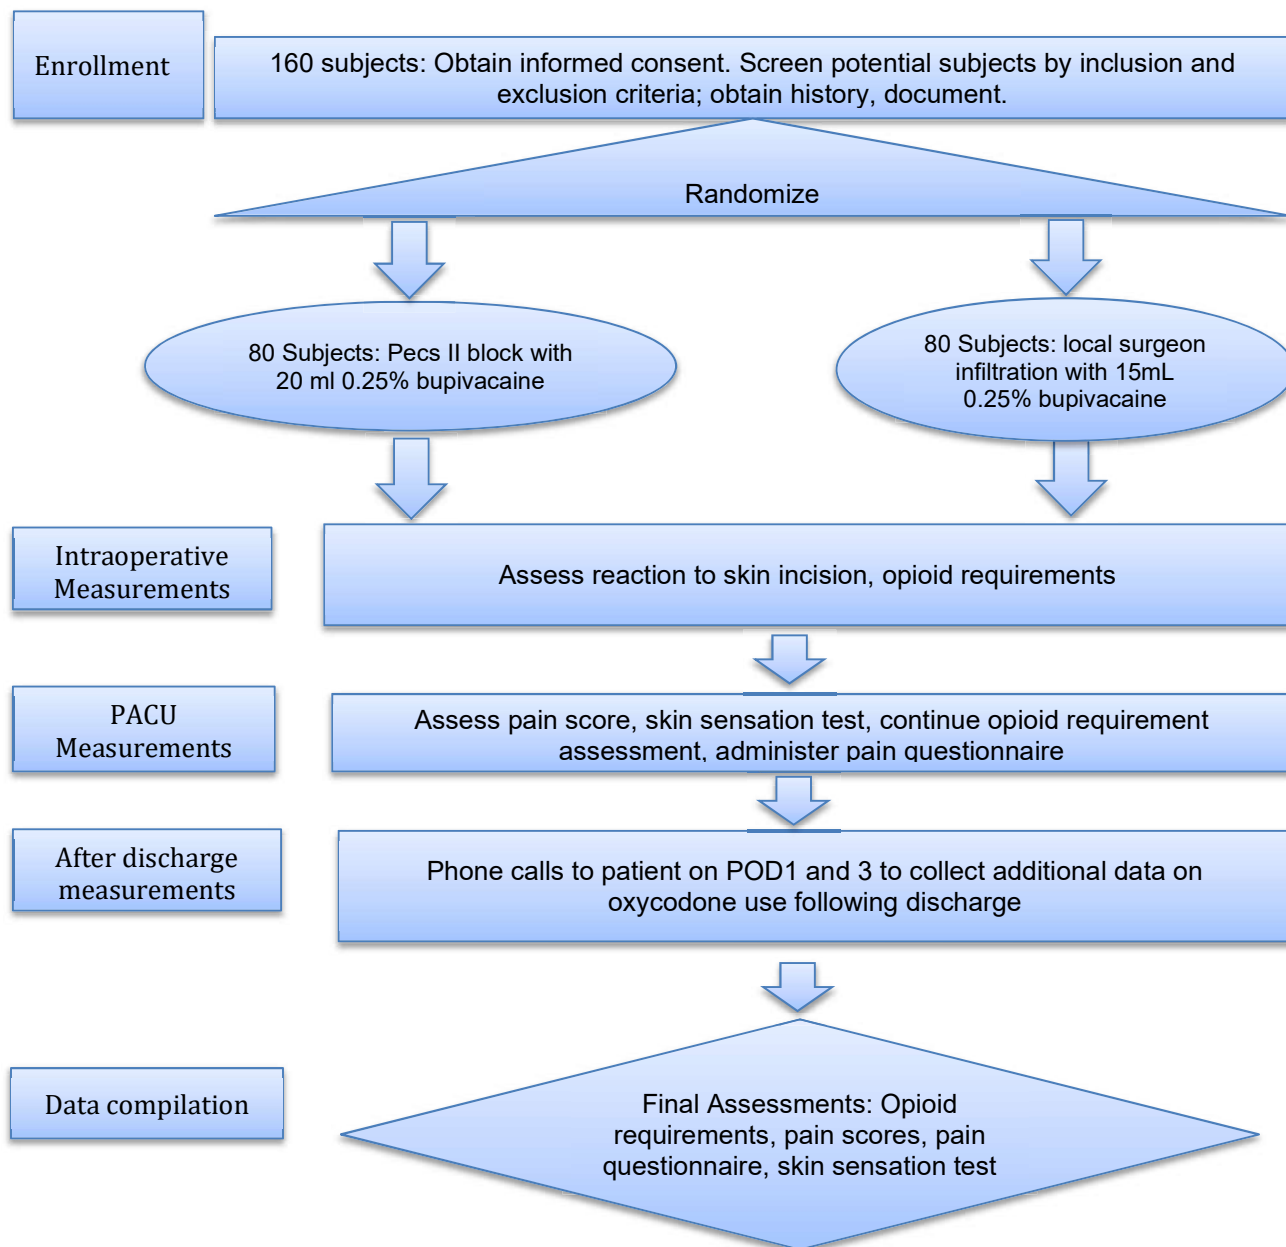 Enrollment
160 subjects: Obtain informed consent. Screen potential subjects by inclusion and
exclusion criteria; obtain history, document.
Randomize
80 Subjects: Pecs II block with
20 ml 0.25% bupivacaine
80 Subjects: local surgeon
infiltration with 15mL
0.25% bupivacaine
Intraoperative
Measurements
Assess reaction to skin incision, opioid requirements
PACU
Measurements
Assess pain score, skin sensation test, continue opioid requirement
assessment, administer pain questionnaire
After discharge
measurements
Phone calls to patient on POD1 and 3 to collect additional data on
oxycodone use following discharge
Data compilation
Final Assessments: Opioid
requirements, pain scores, pain
questionnaire, skin sensation test